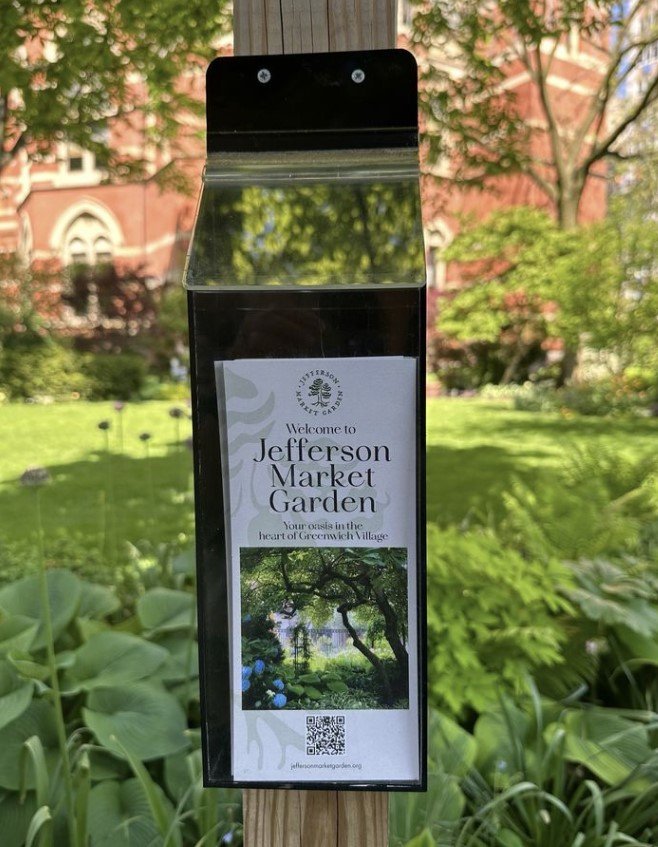 JEFFERSON
MARKET GARDEN
Welcome to
Jefferson
Market
Garden
Your oasis in the
heart of Greenwich Village
jeffersonmarketgarden.org